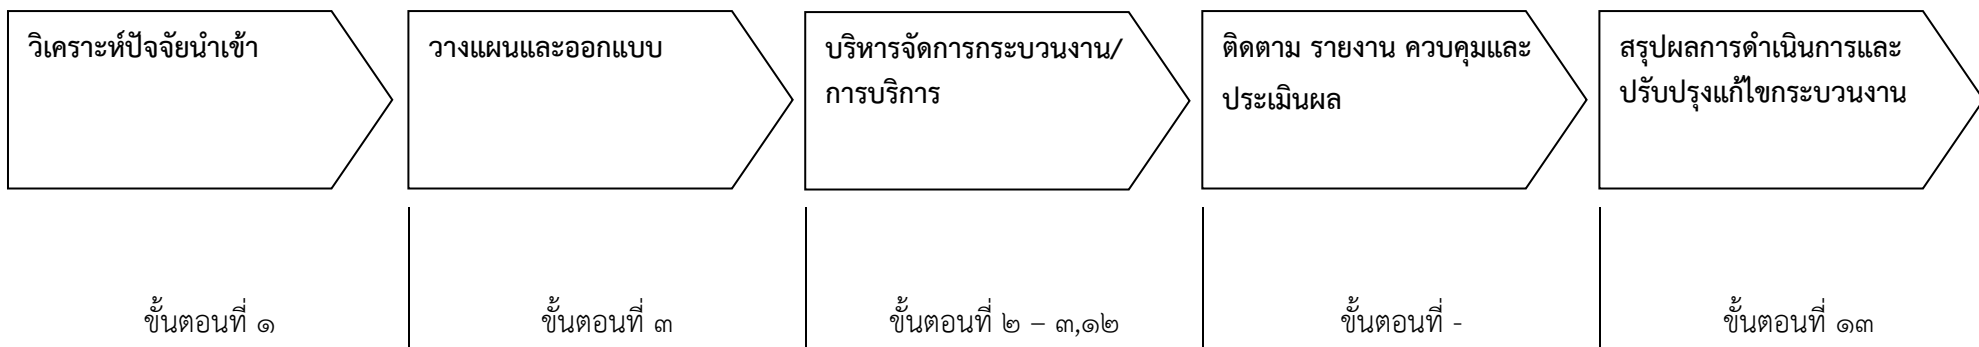 วิเคราะห์ปัจจัยนำเข้า
วางแผนและออกแบบ
บริหารจัดการกระบวนงาน/
การบริการ
ติดตาม รายงาน ควบคุมและ
ประเมินผล
สรุปผลการดำเนินการและ
ปรับปรุงแก้ไขกระบวนงาน
ขั้นตอนที่ ๑
ขั้นตอนที่ ๓
ขั้นตอนที่ ๒ – ๓,๑๒
ขั้นตอนที่ -
ขั้นตอนที่ ๑๓